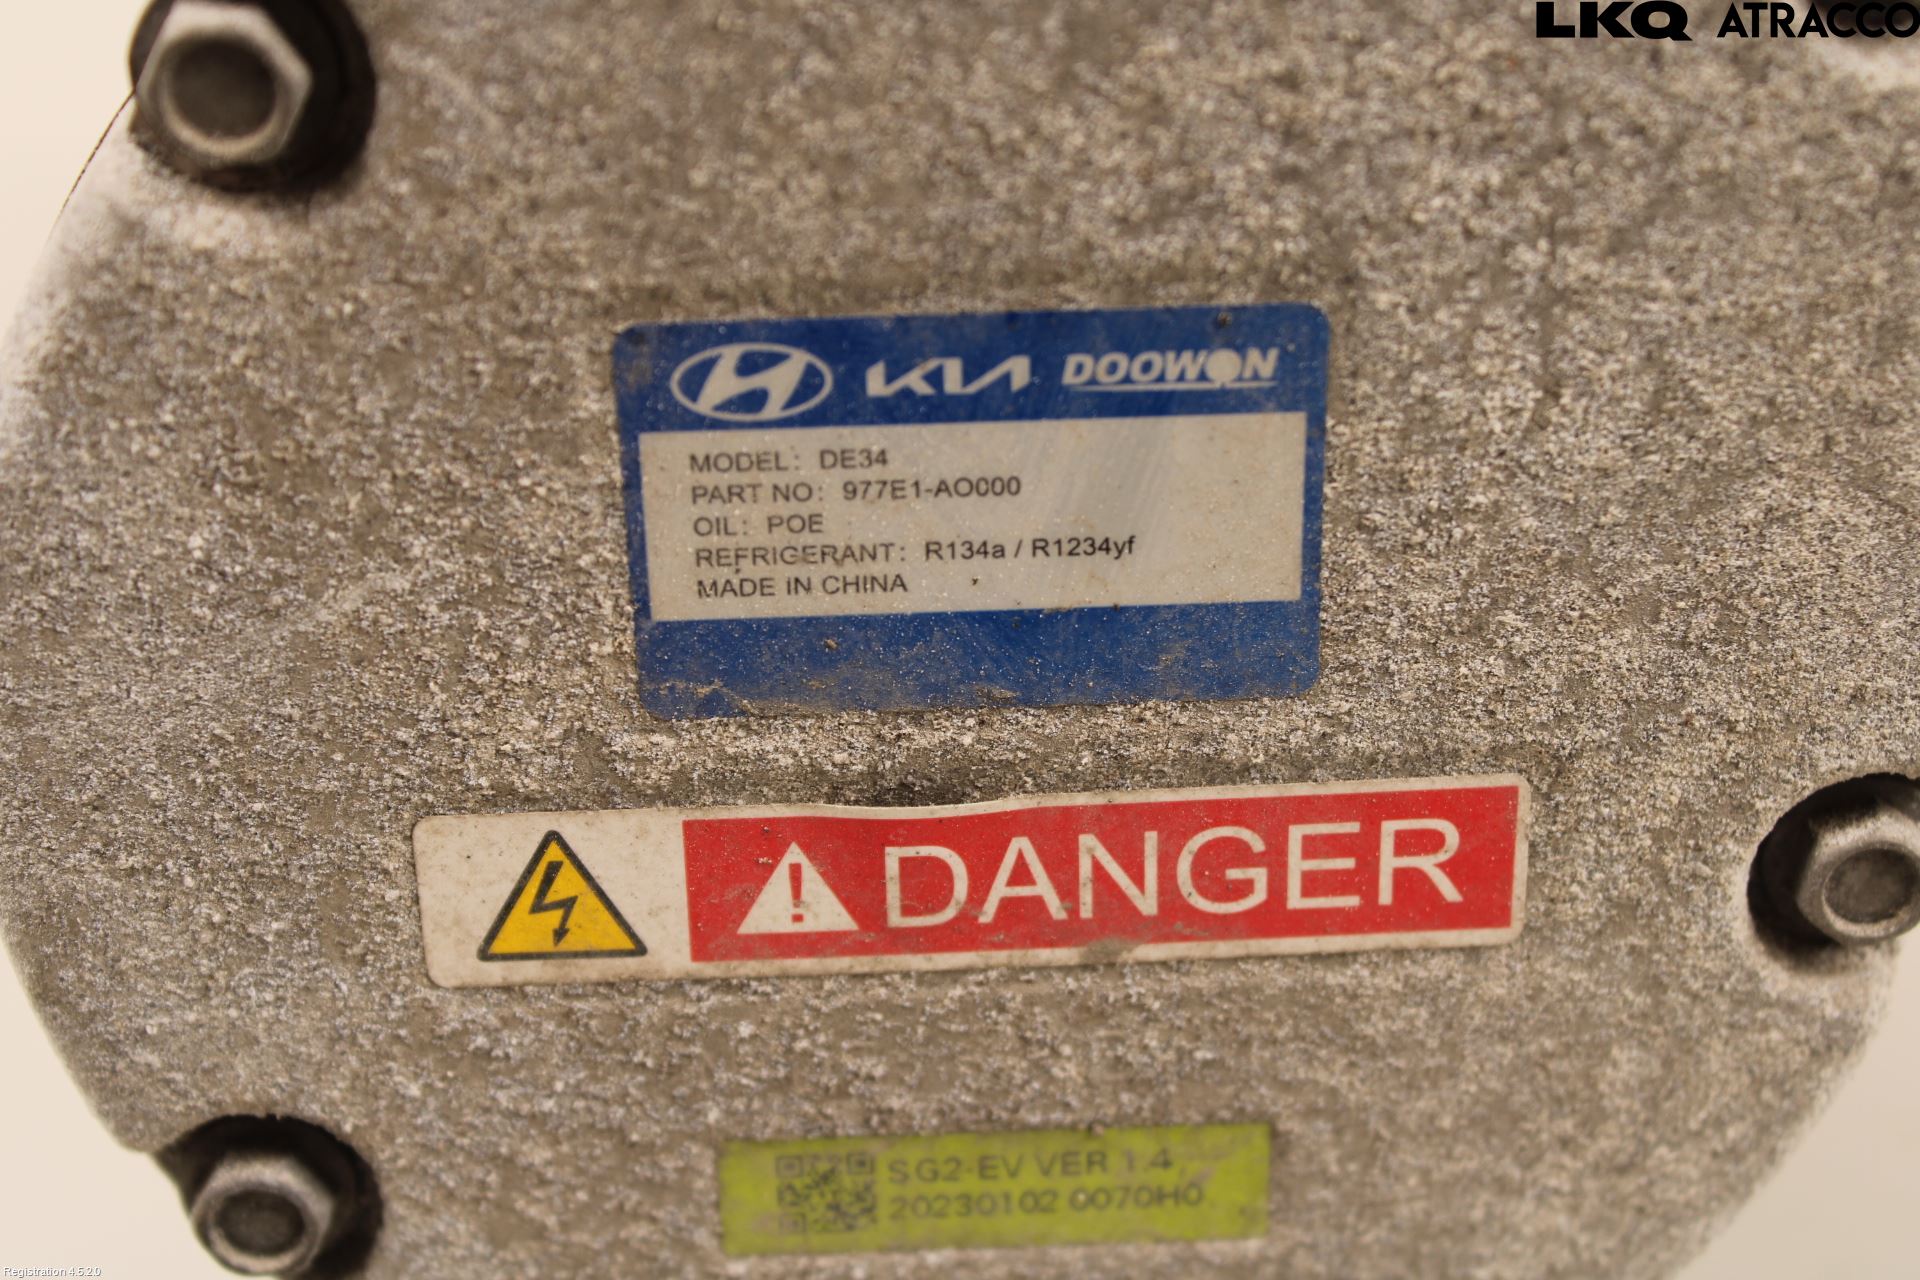 LKQ ATRACCO
KIA DOOWON
MODEL: DE34
PART NO: 977E1-AO000
OIL: POE
REFRIGERANT: R134a / R1234yf
MADE IN CHINA
DANGER
SG2-EV VER 1.4
20230102 0070H0
Registration 4.5.2.0